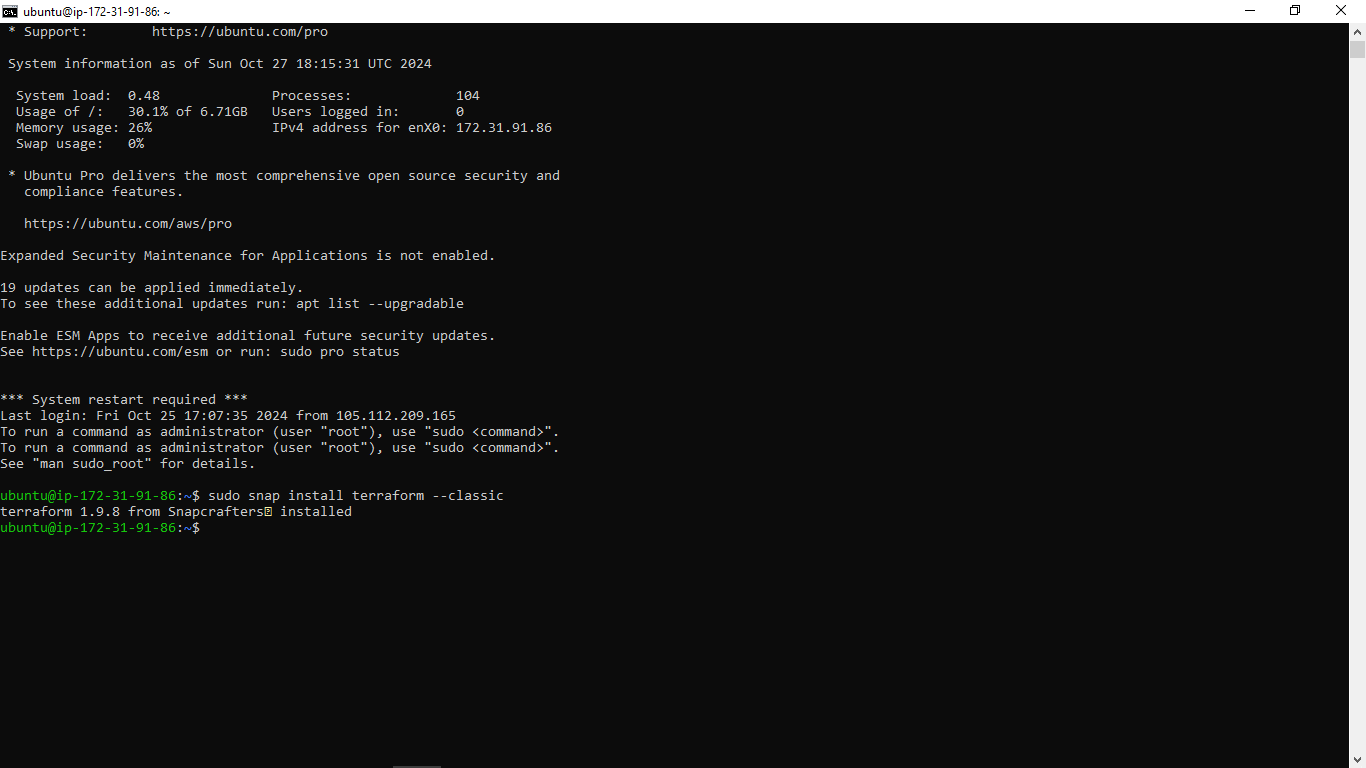 ubuntu@ip-172-31-91-86: ~
* Support:        https://ubuntu.com/pro
System information as of Sun Oct 27 18:15:31 UTC 2024
System load:  0.48              Processes:             104
Usage of /:   30.1% of 6.71GB   Users logged in:       0
Memory usage: 26%               IPv4 address for enX0: 172.31.91.86
Swap usage:   0%
* Ubuntu Pro delivers the most comprehensive open source security and
compliance features.
https://ubuntu.com/aws/pro
Expanded Security Maintenance for Applications is not enabled.
19 updates can be applied immediately.
To see these additional updates run: apt list --upgradable
Enable ESM Apps to receive additional future security updates.
See https://ubuntu.com/esm or run: sudo pro status
*** System restart required ***
Last login: Fri Oct 25 17:07:35 2024 from 105.112.209.165
To run a command as administrator (user "root"), use "sudo <command>".
To run a command as administrator (user "root"), use "sudo <command>".
See "man sudo_root" for details.
ubuntu@ip-172-31-91-86:~$ sudo snap install terraform --classic
terraform 1.9.8 from Snapcrafters⍰ installed
ubuntu@ip-172-31-91-86:~$